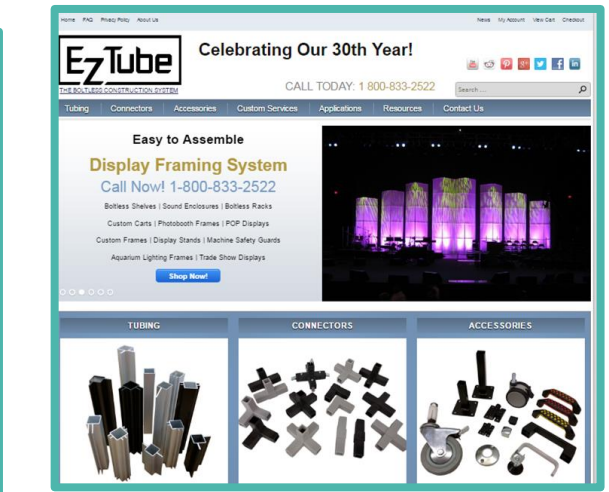 Home FAQ Privacy Policy About Us
News My Account View Cart Checkout
EzTube
THE BOLTLESS CONSTRUCTION SYSTEM
Celebrating Our 30th Year!
CALL TODAY: 1 800-833-2522
Search ...
Tubing Connectors Accessories Custom Services Applications Resources Contact Us
Easy to Assemble
Display Framing System
Call Now! 1-800-833-2522
Boltless Shelves | Sound Enclosures | Boltless Racks
Custom Carts | Photobooth Frames | POP Displays
Custom Frames | Display Stands | Machine Safety Guards
Aquarium Lighting Frames | Trade Show Displays
Shop Now!
TUBING
CONNECTORS
ACCESSORIES